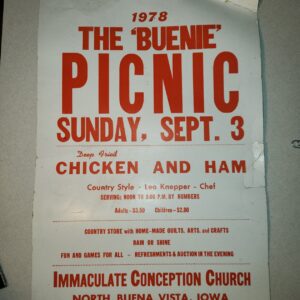 1978
THE 'BUENIE'
PICNIC
SUNDAY, SEPT. 3
Deep Fried
CHICKEN AND HAM
Country Style - Leo Knepper - Chef
SERVING: NOON TO 5:00 P.M. BY NUMBERS
Adults - $3.50 Children - $2.00
COUNTRY STORE WITH HOME-MADE QUILTS, ARTS, AND CRAFTS
RAIN OR SHINE
FUN AND GAMES FOR ALL - REFRESHMENTS & AUCTION IN THE EVENING
IMMACULATE CONCEPTION CHURCH
NORTH BUENA VISTA, IOWA